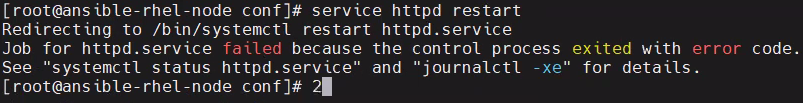 [root@ansible-rhel-node conf]# service httpd restart
Redirecting to /bin/systemctl restart httpd.service
Job for httpd.service failed because the control process exited with error code.
See "systemctl status httpd.service" and "journalctl -xe" for details.
[root@ansible-rhel-node conf]# 2